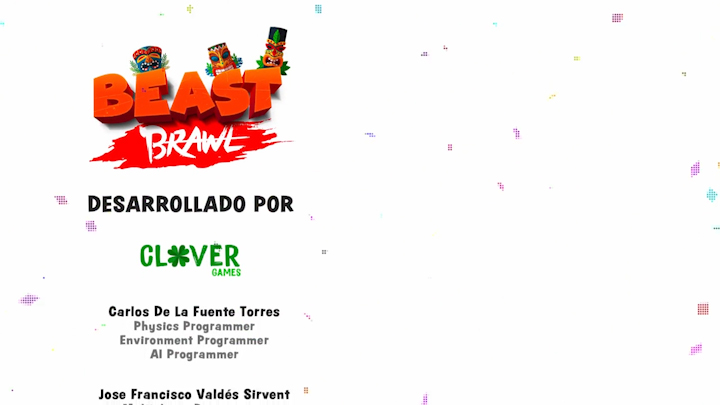 BEAST
BRAWL
DESARROLLADO POR
CLOVER
GAMES
Carlos De La Fuente Torres
Physics Programmer
Environment Programmer
AI Programmer
Jose Francisco Valdés Sirvent